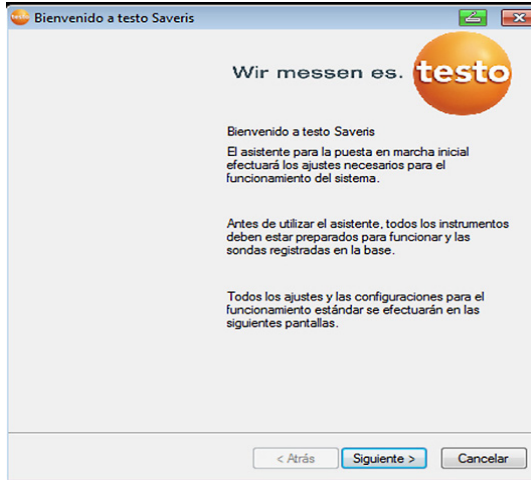 Bienvenido a testo Saveris
Wir messen es. testo
Bienvenido a testo Saveris
El asistente para la puesta en marcha inicial
efectuará los ajustes necesarios para el
funcionamiento del sistema.
Antes de utilizar el asistente, todos los instrumentos
deben estar preparados para funcionar y las
sondas registradas en la base.
Todos los ajustes y las configuraciones para el
funcionamiento estándar se efectuarán en las
siguientes pantallas.
< Atrás Siguiente > Cancelar